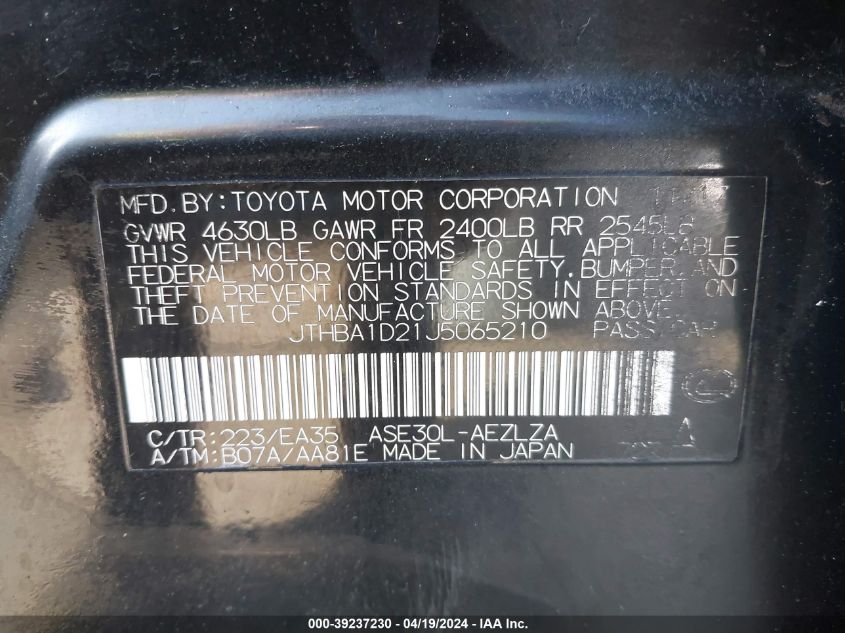 MFD.BY:TOYOTA MOTOR CORPORATION
GVWR 4630LB GAWR FR 2400LB RR 2545LB
THIS VEHICLE CONFORMS TO ALL APPLICABLE
FEDERAL MOTOR VEHICLE SAFETY,BUMPER,AND
THEFT PREVENTION STANDARDS IN EFFECT ON
THE DATE OF MANUFACTURE SHOWN ABOVE.
JTHBA1D21J5065210 PASS.CAR
C/TR:223/EA35 ASE30L-AEZLZA
A/TM:B07A/AA81E MADE IN JAPAN
000-39237230 - 04/19/2024 - IAA Inc.